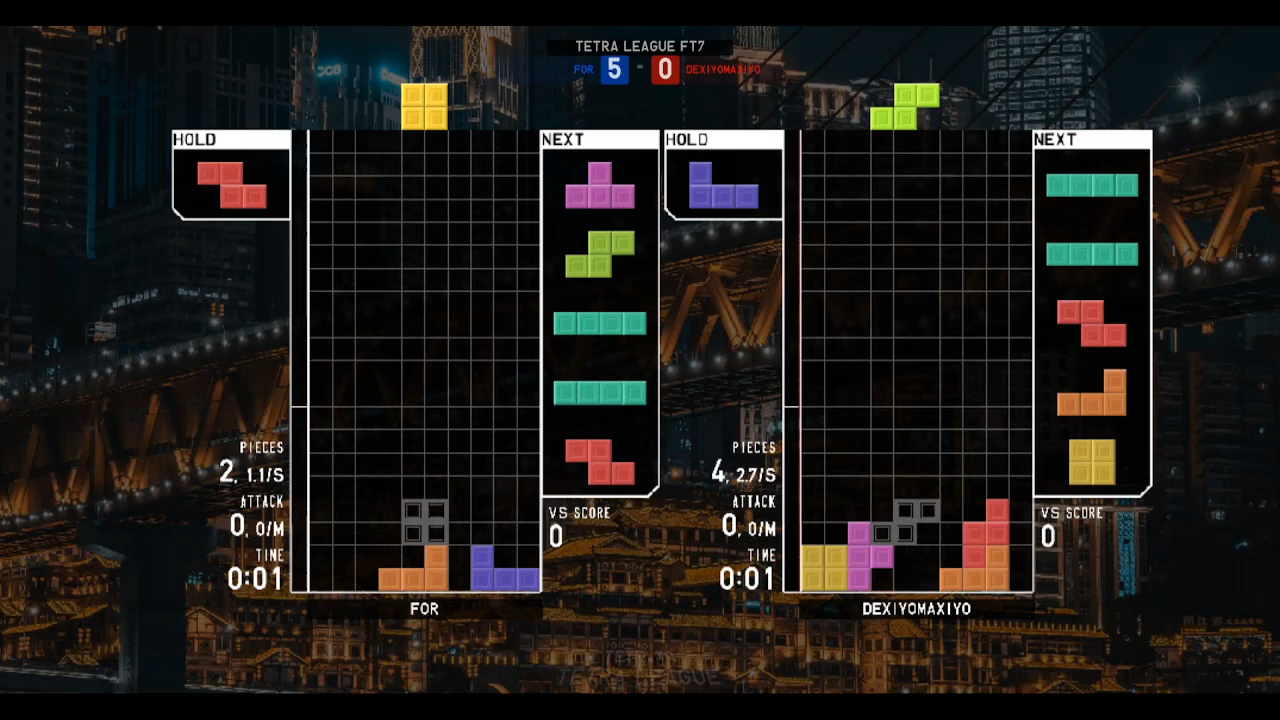 TETRA LEAGUE FT7
FOR 5 - 0 DEXIYOMAXIYO
HOLD
NEXT
HOLD
NEXT
PIECES
2, 1.1/S
ATTACK
0, 0/M
TIME
0:01
VS SCORE
0
PIECES
4, 2.7/S
ATTACK
0, 0/M
TIME
0:01
VS SCORE
0
FOR
DEXIYOMAXIYO
TETRA LEAGUE